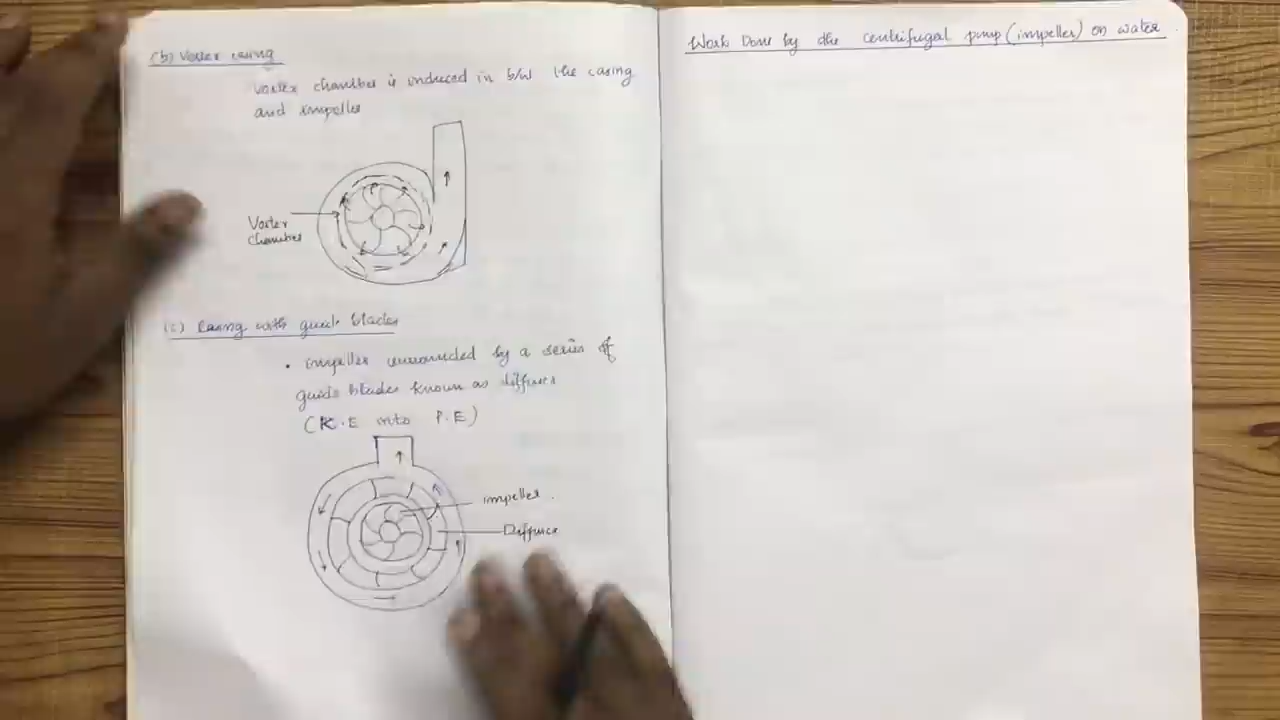 (b) Vortex casing
Vortex chamber is induced in b/w the casing
and impeller
Vortex
chamber
(c) Casing with guide blades
• impeller surrounded by a series of
guide blades known as diffuser
(K.E into P.E)
impeller.
Diffuser
Work Done by the centrifugal pump (impeller) on water.